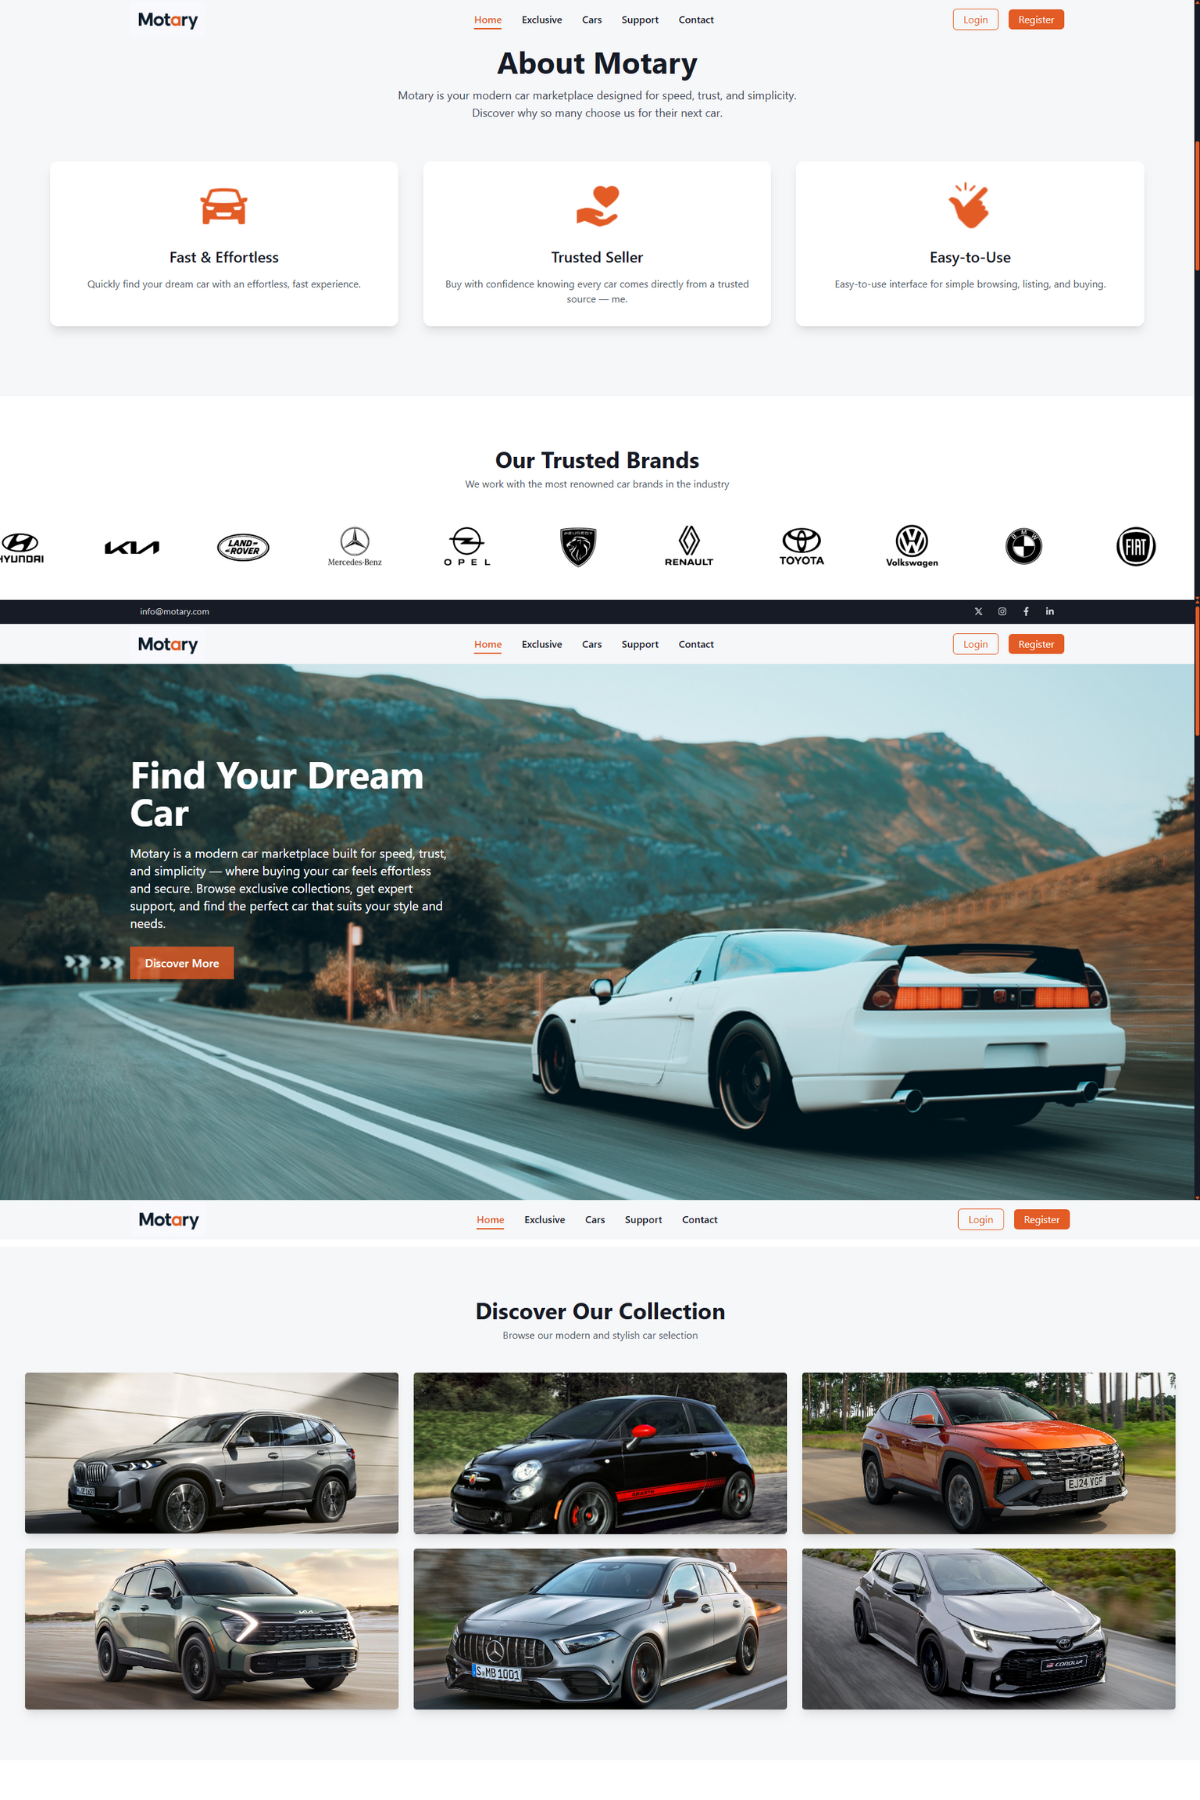 Motary
Home Exclusive Cars Support Contact
Login Register
About Motary
Motary is your modern car marketplace designed for speed, trust, and simplicity.
Discover why so many choose us for their next car.
Fast & Effortless
Quickly find your dream car with an effortless, fast experience.
Trusted Seller
Buy with confidence knowing every car comes directly from a trusted
source — me.
Easy-to-Use
Easy-to-use interface for simple browsing, listing, and buying.
Our Trusted Brands
We work with the most renowned car brands in the industry
HYUNDAI
KIA
LAND-
ROVER
Mercedes-Benz
OPEL
PEUGEOT
RENAULT
TOYOTA
Volkswagen
BMW
FIAT
info@motary.com
Motary
Home Exclusive Cars Support Contact
Login Register
Find Your Dream
Car
Motary is a modern car marketplace built for speed, trust,
and simplicity — where buying your car feels effortless
and secure. Browse exclusive collections, get expert
support, and find the perfect car that suits your style and
needs.
Discover More
Motary
Home Exclusive Cars Support Contact
Login Register
Discover Our Collection
Browse our modern and stylish car selection
EJ24 VGF
S MB 1001
COROLLA